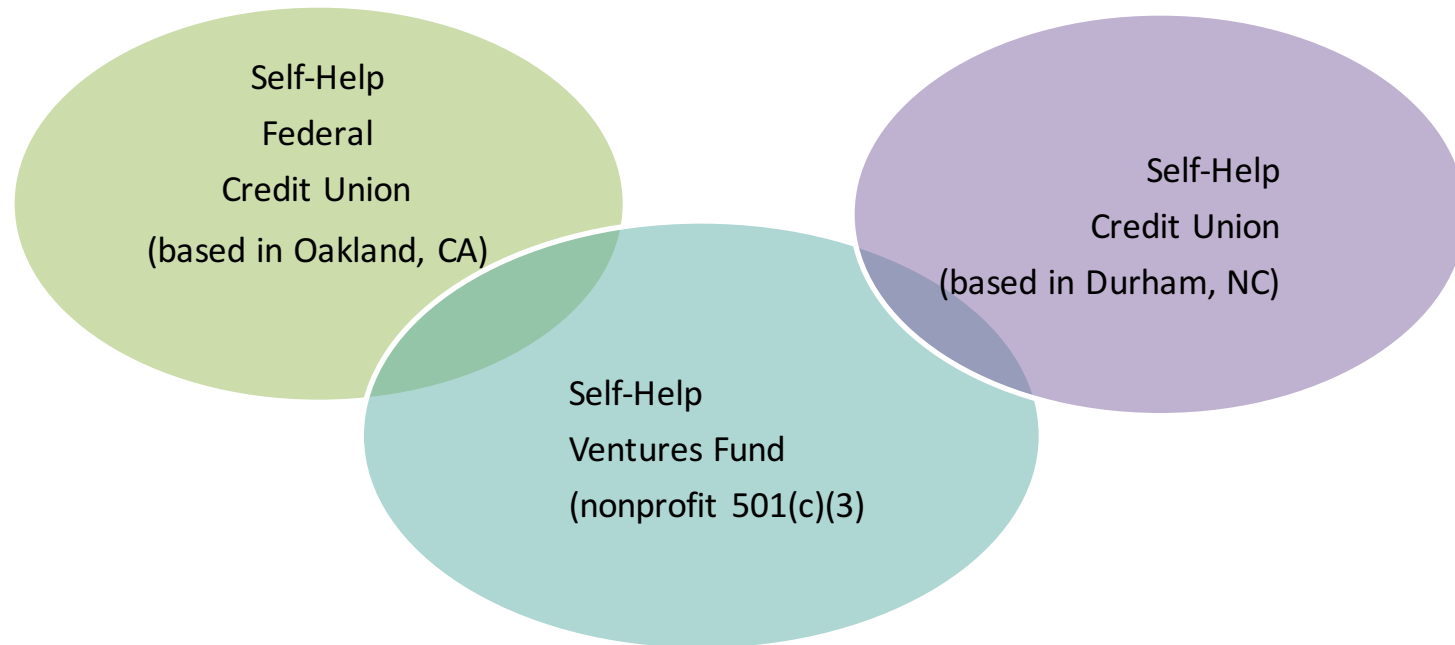 Self-Help
Federal
Credit Union
(based in Oakland, CA)
Self-Help
Credit Union
(based in Durham, NC)
Self-Help
Ventures Fund
(nonprofit 501(c)(3)